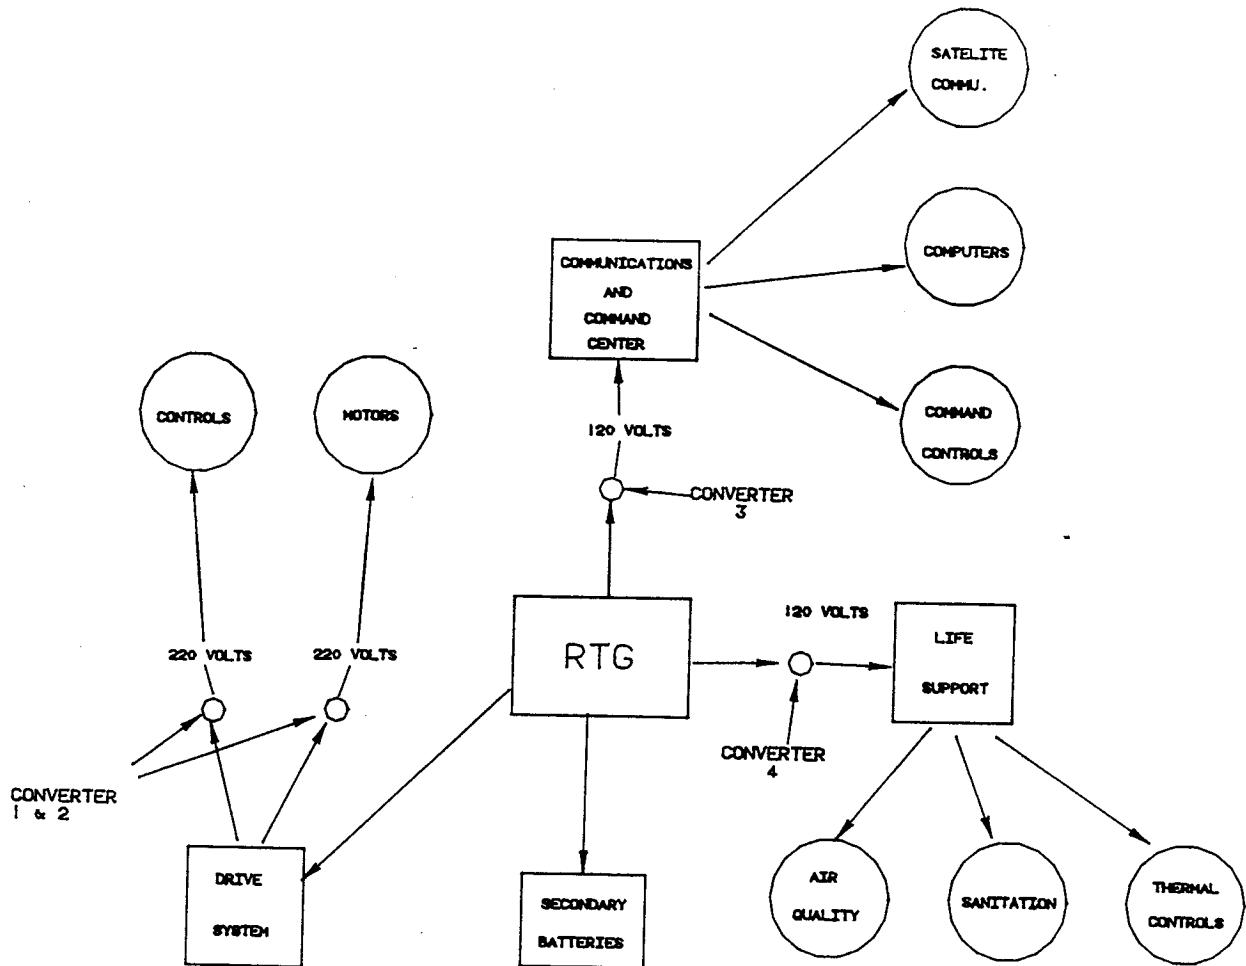 SATELITE
COMMU.
COMPUTERS
COMMUNICATIONS
AND
COMMAND
CENTER
COMMAND
CONTROLS
CONTROLS
MOTORS
120 VOLTS
CONVERTER
3
220 VOLTS
220 VOLTS
RTG
120 VOLTS
LIFE
SUPPORT
CONVERTER
4
CONVERTER
1 & 2
DRIVE
SYSTEM
SECONDARY
BATTERIES
AIR
QUALITY
SANITATION
THERMAL
CONTROLS